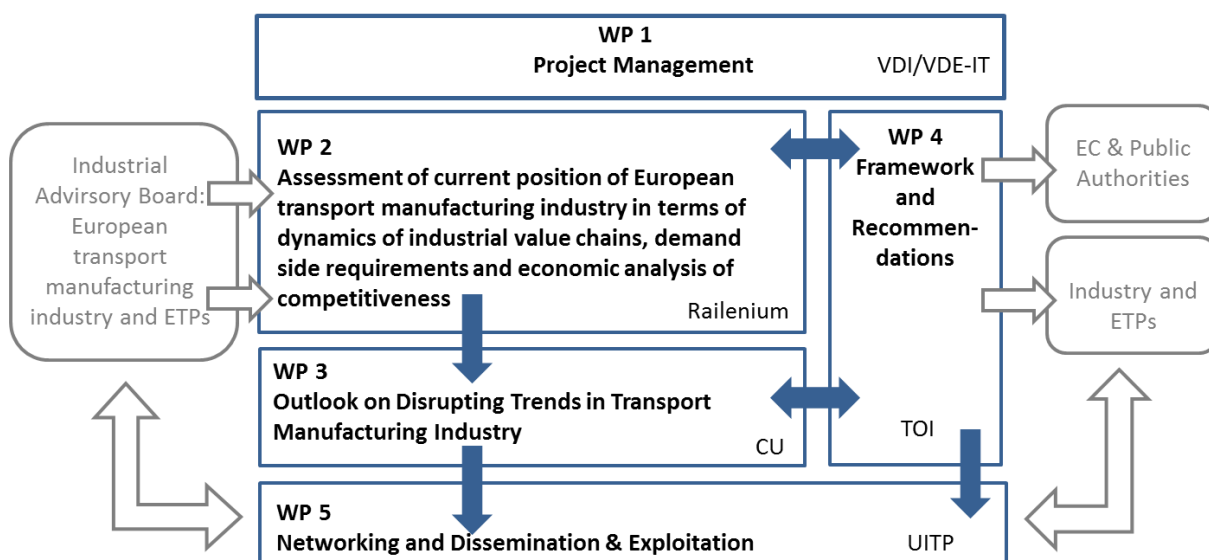 WP 1
Project Management
VDI/VDE-IT
Industrial
Advirsory Board:
European
transport
manufacturing
industry and ETPs
WP 2
Assessment of current position of European
transport manufacturing industry in terms of
dynamics of industrial value chains, demand
side requirements and economic analysis of
competitiveness
Railenium
WP 3
Outlook on Disrupting Trends in Transport
Manufacturing Industry
CU
WP 4
Framework
and
Recommen-
dations
TOI
EC & Public
Authorities
Industry and
ETPs
WP 5
Networking and Dissemination & Exploitation
UITP